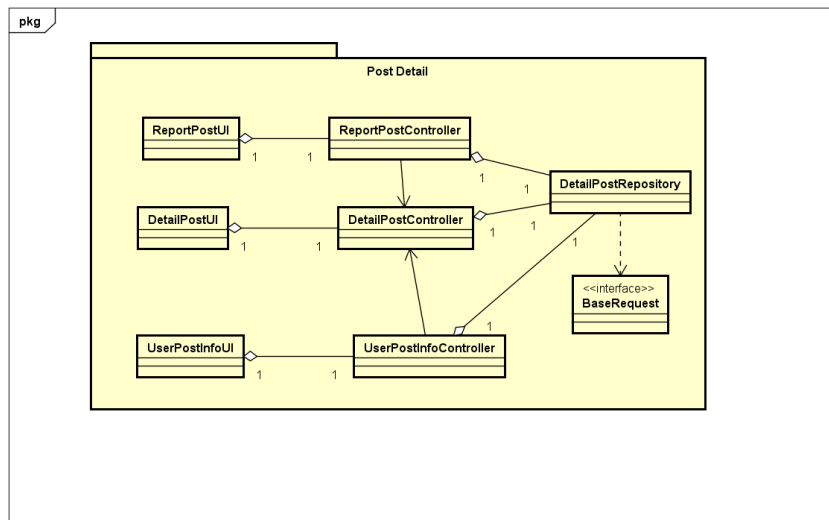 pkg
Post Detail
ReportPostUI
ReportPostController
1
1
1
1
DetailPostRepository
DetailPostUI
DetailPostController
1
1
1
1
1
<<interface>>
BaseRequest
1
UserPostInfoUI
UserPostInfoController
1
1